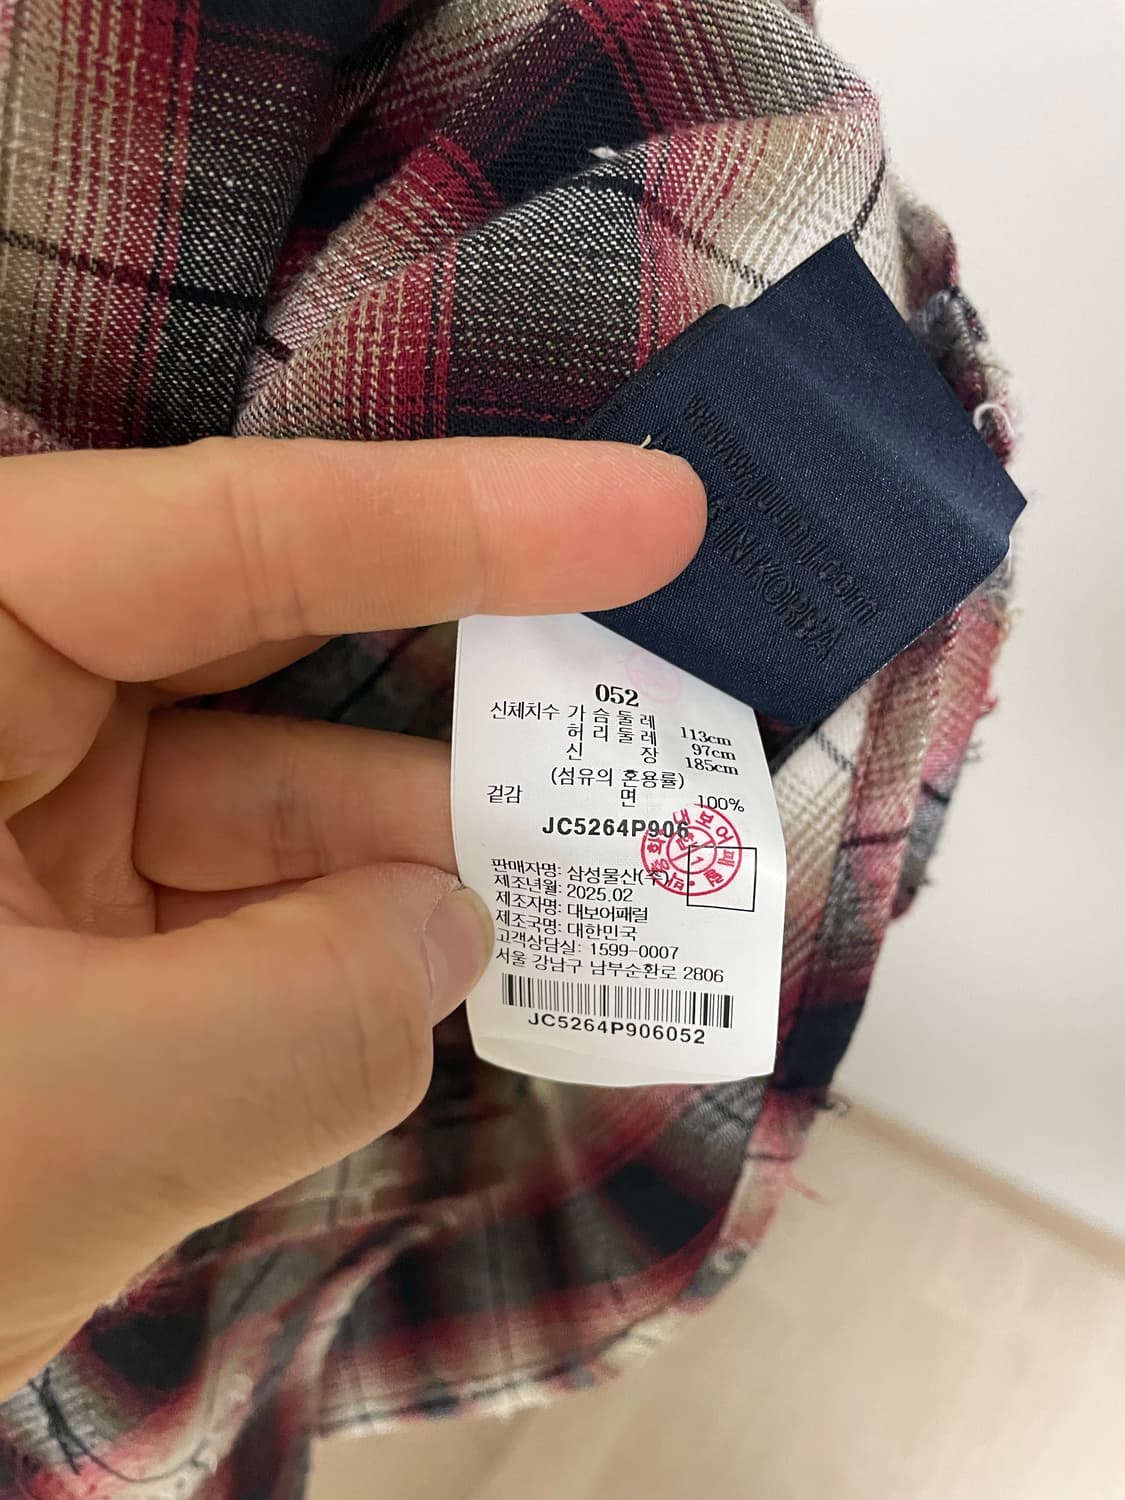 052
신체치수 가슴둘레 113cm
허리둘레 97cm
신장 185cm
(섬유의 혼용률)
겉감 면 100%
JC5264P906
판매자명: 삼성물산(주)
제조년월: 2025.02
제조자명: 대보어패럴
제조국명: 대한민국
고객상담실: 1599-0007
서울 강남구 남부순환로 2806
JC5264P906052
IN KOREA